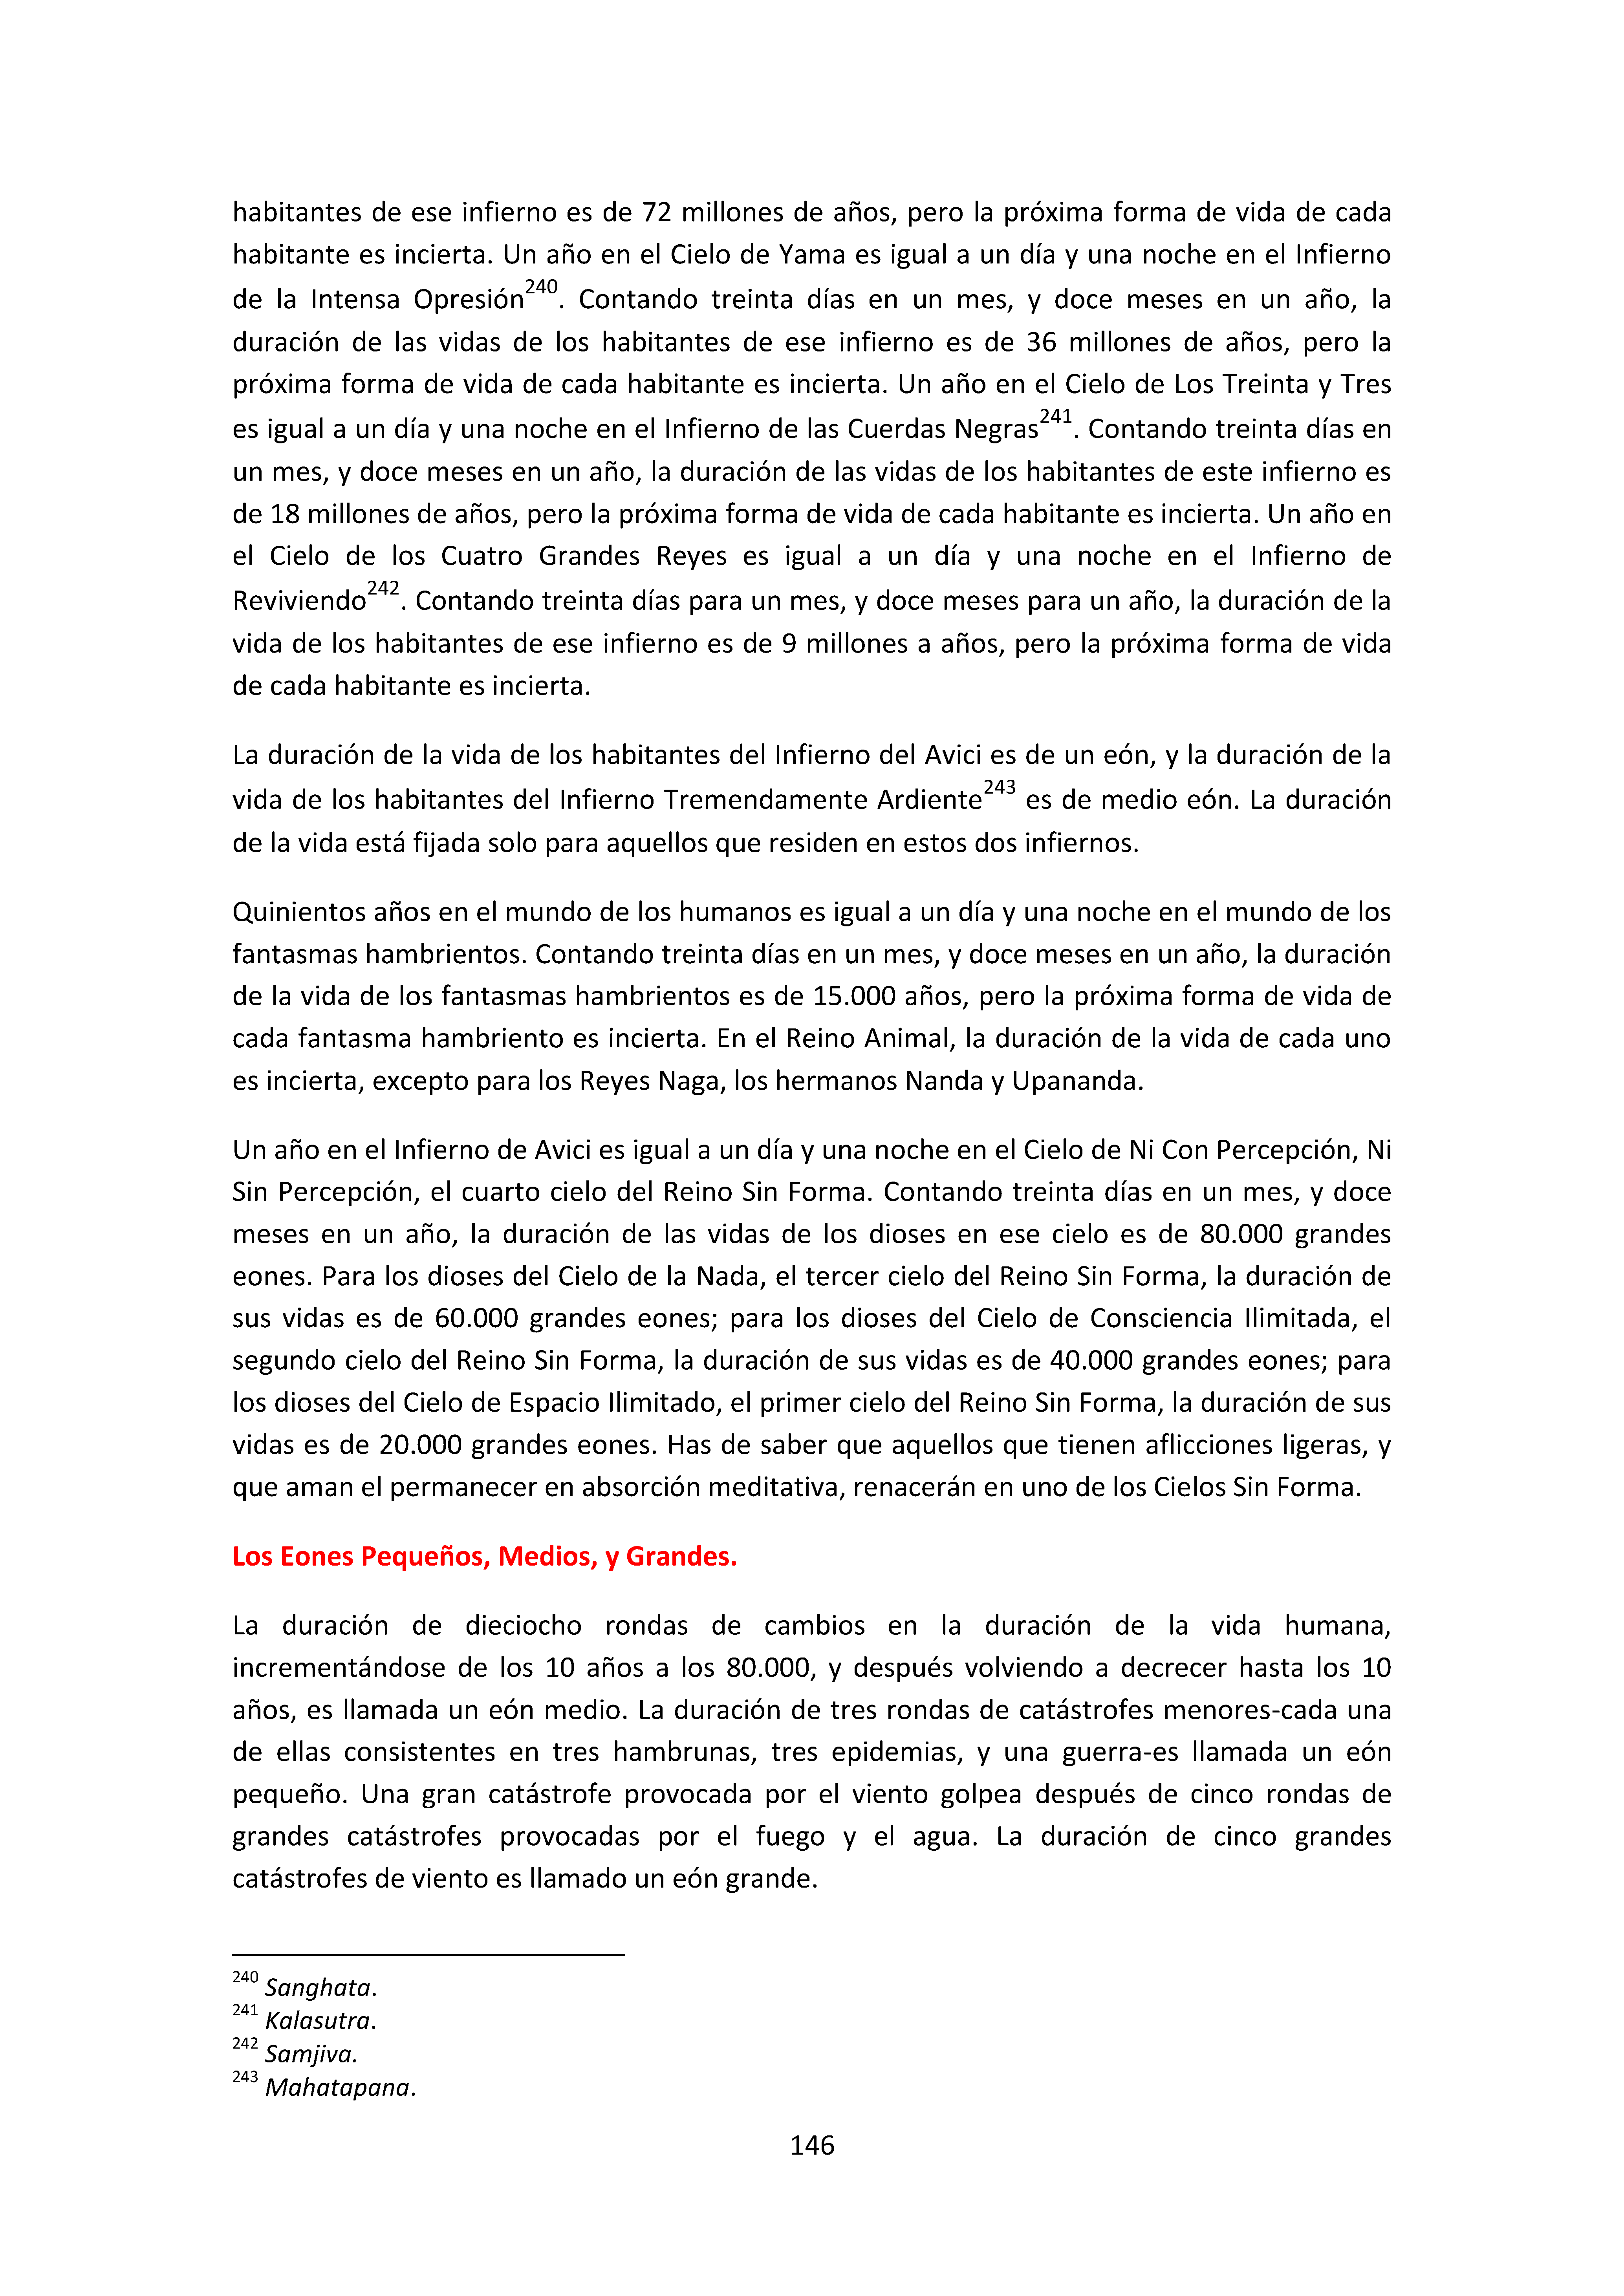 habitantes de ese infierno es de 72 millones de años, pero la próxima forma de vida de cada
habitante es incierta. Un año en el Cielo de Yama es igual a un día y una noche en el Infierno
de la Intensa Opresión240. Contando treinta días en un mes, y doce meses en un año, la
duración de las vidas de los habitantes de ese infierno es de 36 millones de años, pero la
próxima forma de vida de cada habitante es incierta. Un año en el Cielo de Los Treinta y Tres
es igual a un día y una noche en el Infierno de las Cuerdas Negras241. Contando treinta días en
un mes, y doce meses en un año, la duración de las vidas de los habitantes de este infierno es
de 18 millones de años, pero la próxima forma de vida de cada habitante es incierta. Un año en
el Cielo de los Cuatro Grandes Reyes es igual a un día y una noche en el Infierno de
Reviviendo242. Contando treinta días para un mes, y doce meses para un año, la duración de la
vida de los habitantes de ese infierno es de 9 millones a años, pero la próxima forma de vida
de cada habitante es incierta.
La duración de la vida de los habitantes del Infierno del Avici es de un eón, y la duración de la
vida de los habitantes del Infierno Tremendamente Ardiente243 es de medio eón. La duración
de la vida está fijada solo para aquellos que residen en estos dos infiernos.
Quinientos años en el mundo de los humanos es igual a un día y una noche en el mundo de los
fantasmas hambrientos. Contando treinta días en un mes, y doce meses en un año, la duración
de la vida de los fantasmas hambrientos es de 15.000 años, pero la próxima forma de vida de
cada fantasma hambriento es incierta. En el Reino Animal, la duración de la vida de cada uno
es incierta, excepto para los Reyes Naga, los hermanos Nanda y Upananda.
Un año en el Infierno de Avici es igual a un día y una noche en el Cielo de Ni Con Percepción, Ni
Sin Percepción, el cuarto cielo del Reino Sin Forma. Contando treinta días en un mes, y doce
meses en un año, la duración de las vidas de los dioses en ese cielo es de 80.000 grandes
eones. Para los dioses del Cielo de la Nada, el tercer cielo del Reino Sin Forma, la duración de
sus vidas es de 60.000 grandes eones; para los dioses del Cielo de Consciencia Ilimitada, el
segundo cielo del Reino Sin Forma, la duración de sus vidas es de 40.000 grandes eones; para
los dioses del Cielo de Espacio Ilimitado, el primer cielo del Reino Sin Forma, la duración de sus
vidas es de 20.000 grandes eones. Has de saber que aquellos que tienen aflicciones ligeras, y
que aman el permanecer en absorción meditativa, renacerán en uno de los Cielos Sin Forma.
Los Eones Pequeños, Medios, y Grandes.
La duración de dieciocho rondas de cambios en la duración de la vida humana,
incrementándose de los 10 años a los 80.000, y después volviendo a decrecer hasta los 10
años, es llamada un eón medio. La duración de tres rondas de catástrofes menores-cada una
de ellas consistentes en tres hambrunas, tres epidemias, y una guerra-es llamada un eón
pequeño. Una gran catástrofe provocada por el viento golpea después de cinco rondas de
grandes catástrofes provocadas por el fuego y el agua. La duración de cinco grandes
catástrofes de viento es llamado un eón grande.
240 Sanghata.
241 Kalasutra.
242 Samjiva.
243 Mahatapana.
146